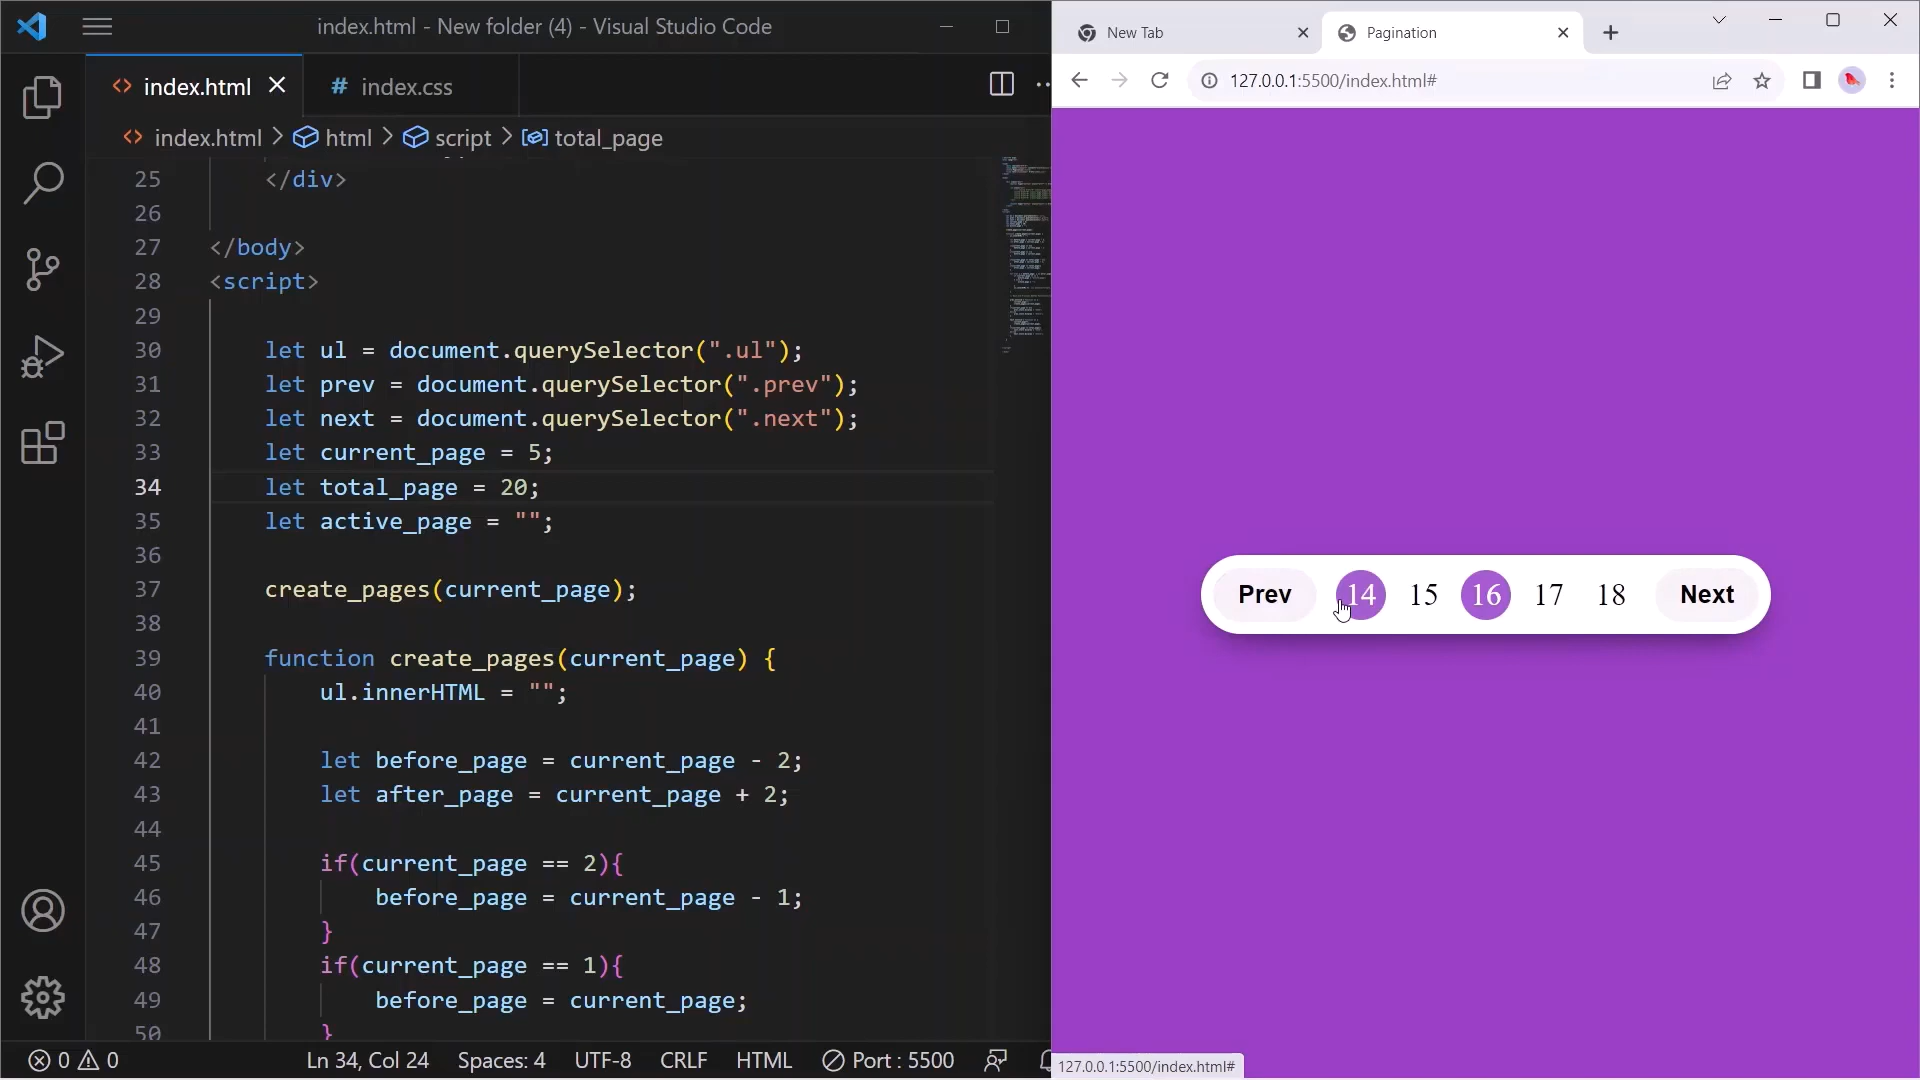 index.html - New folder (4) - Visual Studio Code
index.html
# index.css
index.html > html > script > total_page
25 </div>
26
27 </body>
28 <script>
29
30 let ul = document.querySelector(".ul");
31 let prev = document.querySelector(".prev");
32 let next = document.querySelector(".next");
33 let current_page = 5;
34 let total_page = 20;
35 let active_page = "";
36
37 create_pages(current_page);
38
39 function create_pages(current_page) {
40 ul.innerHTML = "";
41
42 let before_page = current_page - 2;
43 let after_page = current_page + 2;
44
45 if(current_page == 2){
46 before_page = current_page - 1;
47 }
48 if(current_page == 1){
49 before_page = current_page;
50 }
0 0 Ln 34, Col 24 Spaces: 4 UTF-8 CRLF HTML Port : 5500
New Tab
Pagination
127.0.0.1:5500/index.html#
Prev 14 15 16 17 18 Next
127.0.0.1:5500/index.html#